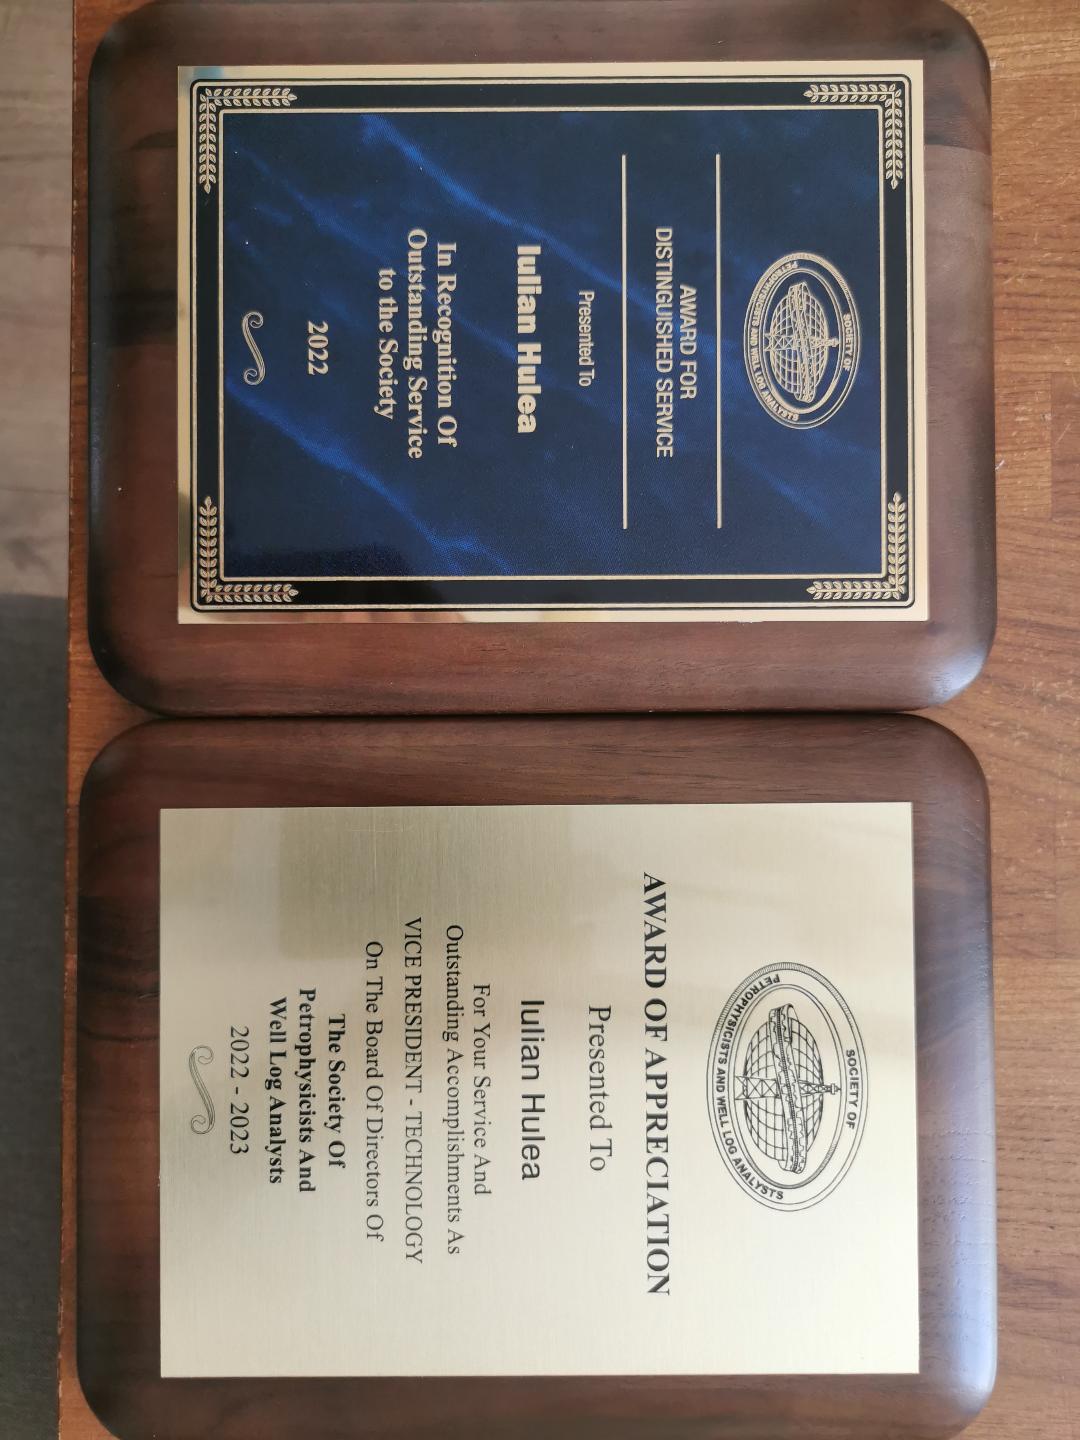 SOCIETY OF
PETROPHYSICISTS AND WELL LOG ANALYSTS
AWARD FOR
DISTINGUISHED SERVICE
Presented To
Iulian Hulea
In Recognition Of
Outstanding Service
to the Society
2022
SOCIETY OF
PETROPHYSICISTS AND WELL LOG ANALYSTS
AWARD OF APPRECIATION
Presented To
Iulian Hulea
For Your Service And
Outstanding Accomplishments As
VICE PRESIDENT - TECHNOLOGY
On The Board Of Directors Of
The Society Of
Petrophysicists And
Well Log Analysts
2022 - 2023